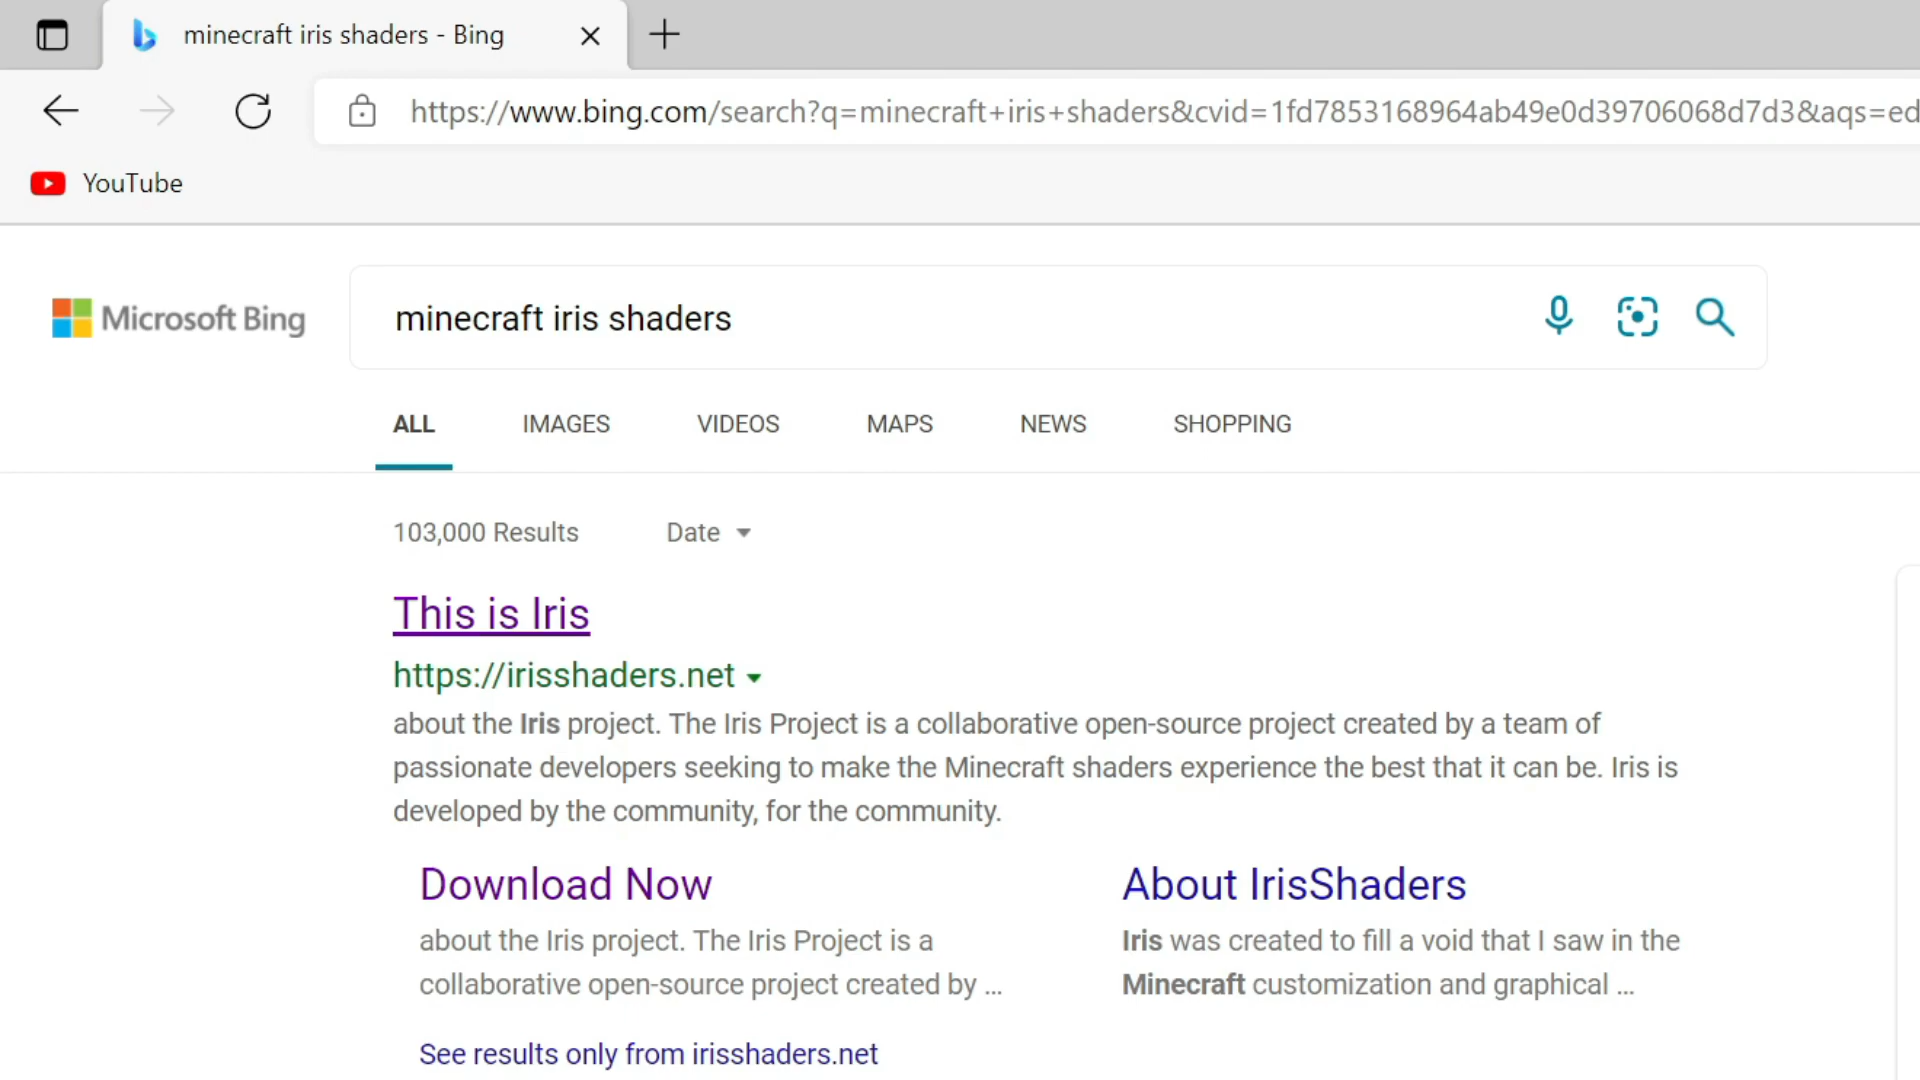 minecraft iris shaders - Bing
https://www.bing.com/search?q=minecraft+iris+shaders&cvid=1fd7853168964ab49e0d39706068d7d3&aqs=ed
YouTube
Microsoft Bing
minecraft iris shaders
ALL IMAGES VIDEOS MAPS NEWS SHOPPING
103,000 Results Date
This is Iris
https://irisshaders.net
about the Iris project. The Iris Project is a collaborative open-source project created by a team of
passionate developers seeking to make the Minecraft shaders experience the best that it can be. Iris is
developed by the community, for the community.
Download Now
about the Iris project. The Iris Project is a
collaborative open-source project created by ...
About IrisShaders
Iris was created to fill a void that I saw in the
Minecraft customization and graphical ...
See results only from irisshaders.net